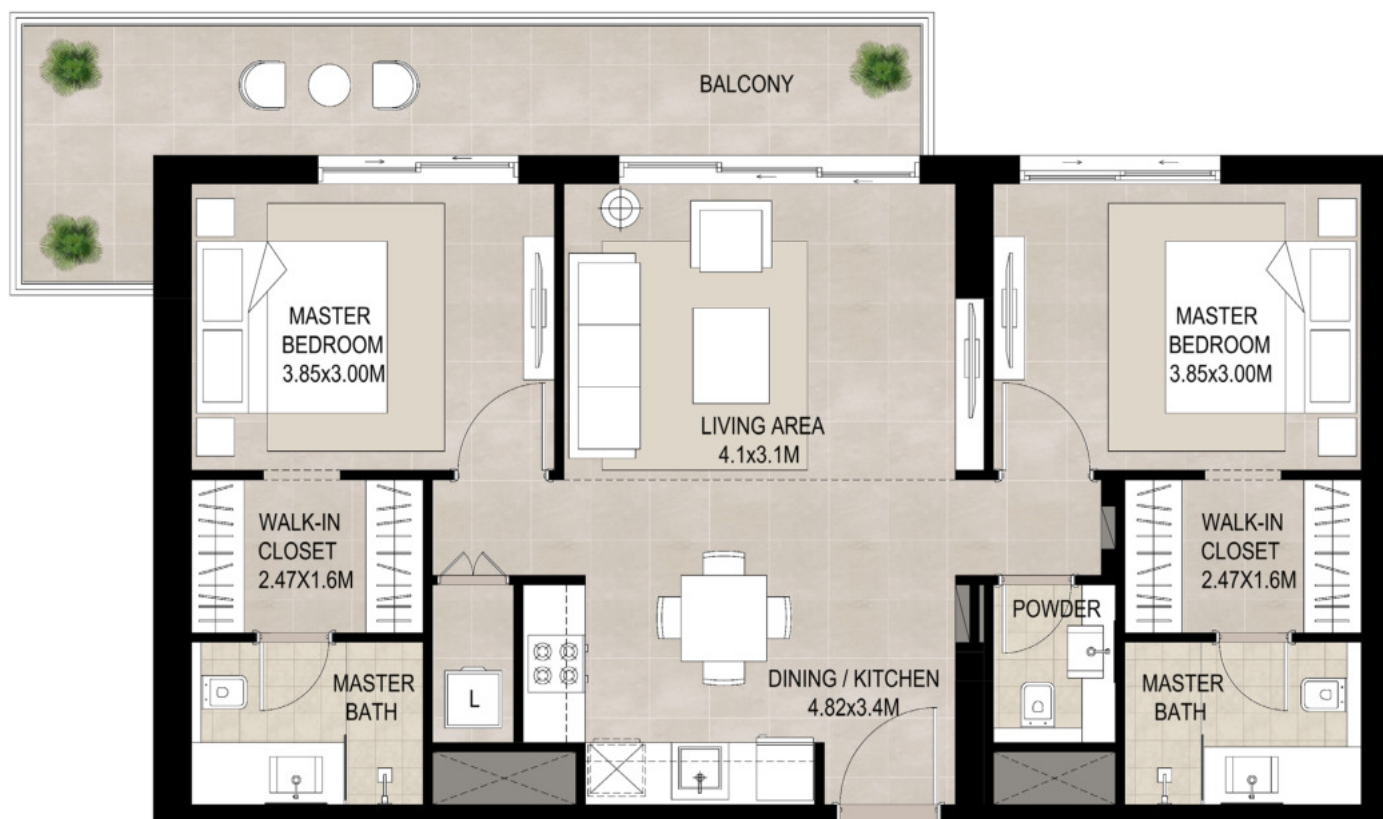 BALCONY
MASTER
BEDROOM
3.85x3.00M
LIVING AREA
4.1x3.1M
MASTER
BEDROOM
3.85x3.00M
WALK-IN
CLOSET
2.47X1.6M
WALK-IN
CLOSET
2.47X1.6M
POWDER
DINING / KITCHEN
4.82x3.4M
MASTER
BATH
L
MASTER
BATH